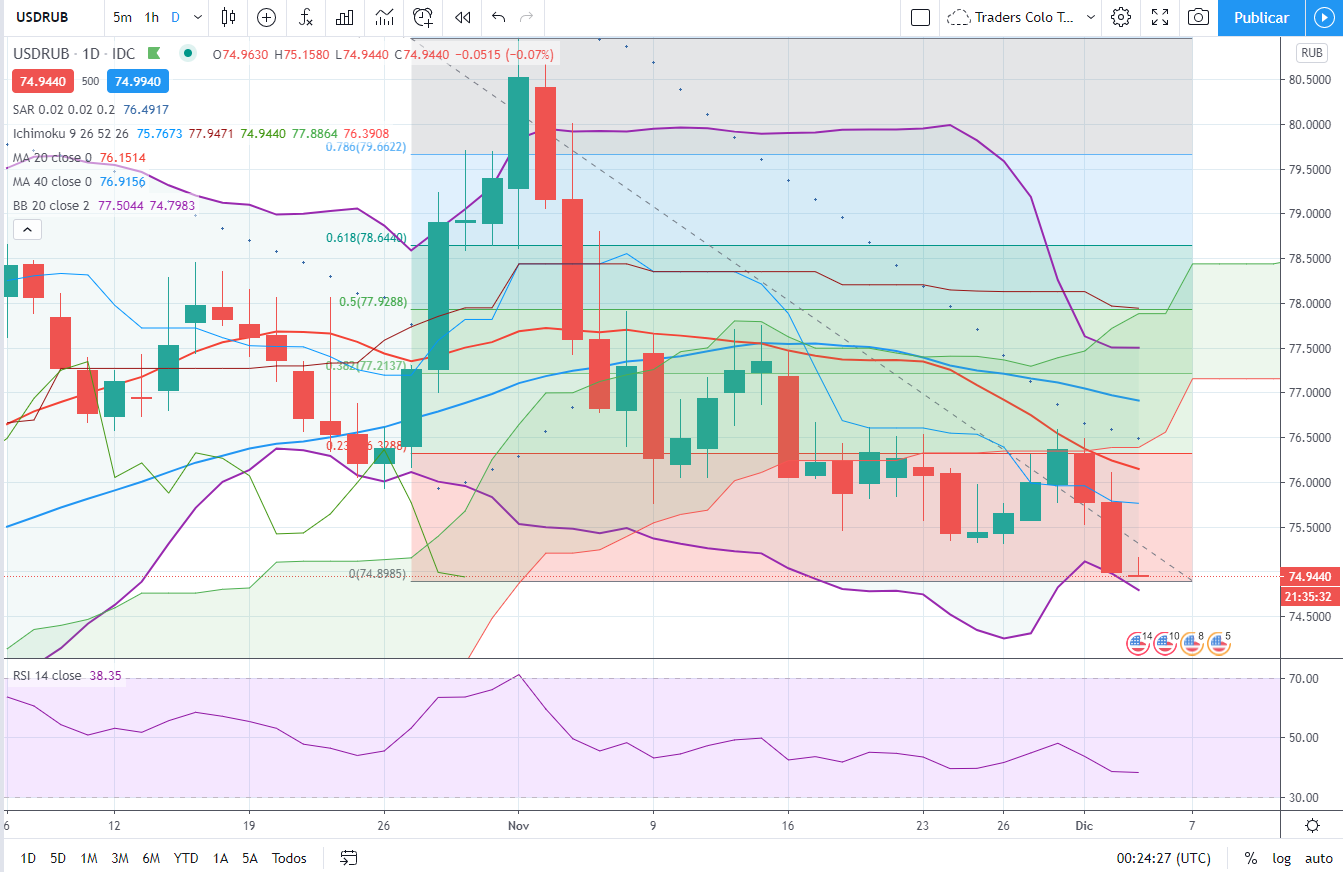 USDRUB 5m 1h D Traders Colo T... Publicar
USDRUB · 1D · IDC O74.9630 H75.1580 L74.9440 C74.9440 −0.0515 (−0.07%)
74.9440 500 74.9940
SAR 0.02 0.02 0.2 76.4917
Ichimoku 9 26 52 26 75.7673 77.9471 74.9440 77.8864 76.3908
MA 20 close 0 76.1514
MA 40 close 0 76.9156
BB 20 close 2 77.5044 74.7983
0.786(79.6622)
0.618(78.6440)
0.5(77.9288)
0.382(77.2137)
0(74.8985)
RUB
80.5000
80.0000
79.5000
79.0000
78.5000
78.0000
77.5000
77.0000
76.5000
76.0000
75.5000
74.9440
21:35:32
74.5000
14 10 8 5
RSI 14 close 38.35
70.00
50.00
30.00
6 12 19 26 Nov 9 16 23 26 Dic 7
1D 5D 1M 3M 6M YTD 1A 5A Todos 00:24:27 (UTC) % log auto